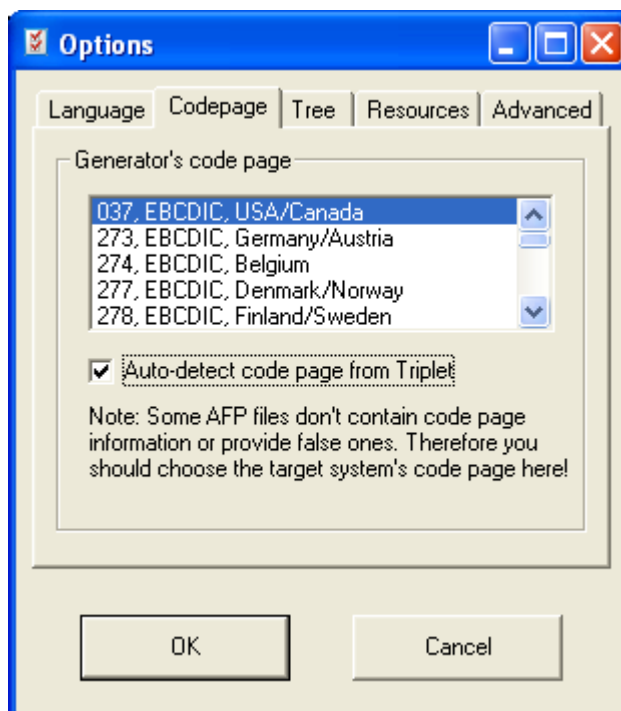 Options
Language Codepage Tree Resources Advanced
Generator's code page
037, EBCDIC, USA/Canada
273, EBCDIC, Germany/Austria
274, EBCDIC, Belgium
277, EBCDIC, Denmark/Norway
278, EBCDIC, Finland/Sweden
Auto-detect code page from Triplet
Note: Some AFP files don't contain code page
information or provide false ones. Therefore you
should choose the target system's code page here!
OK Cancel